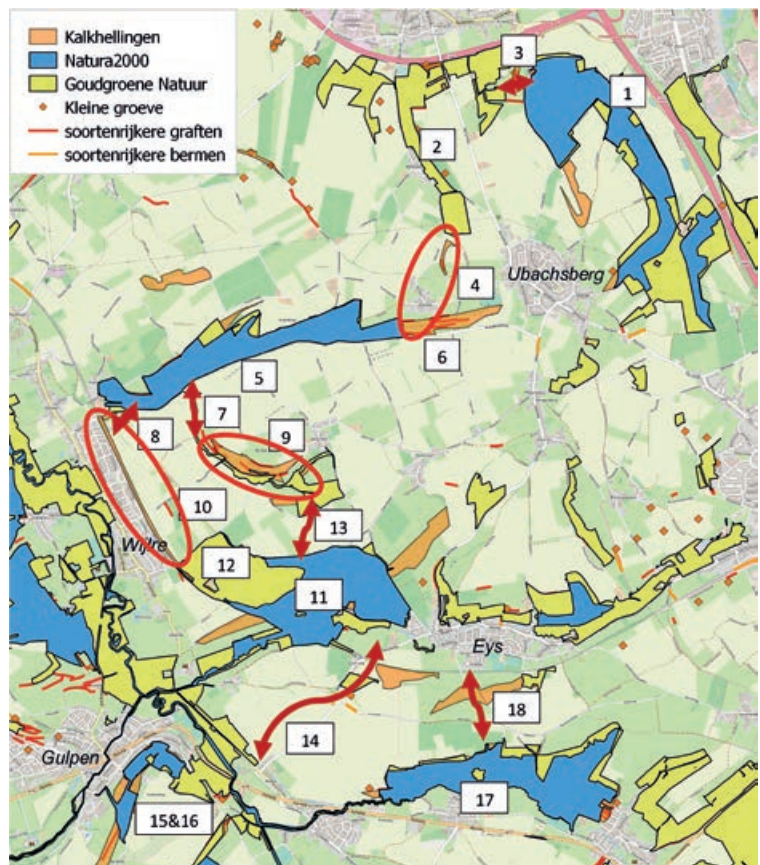 Kalkhellingen
Natura2000
Goudgroene Natuur
Kleine groeve
soortenrijkere graften
soortenrijkere bermen
3
1
2
Ubachsberg
4
6
5
7
8
9
10
13
Wijlre
12
11
Eys
18
14
Gulpen
17
15&16